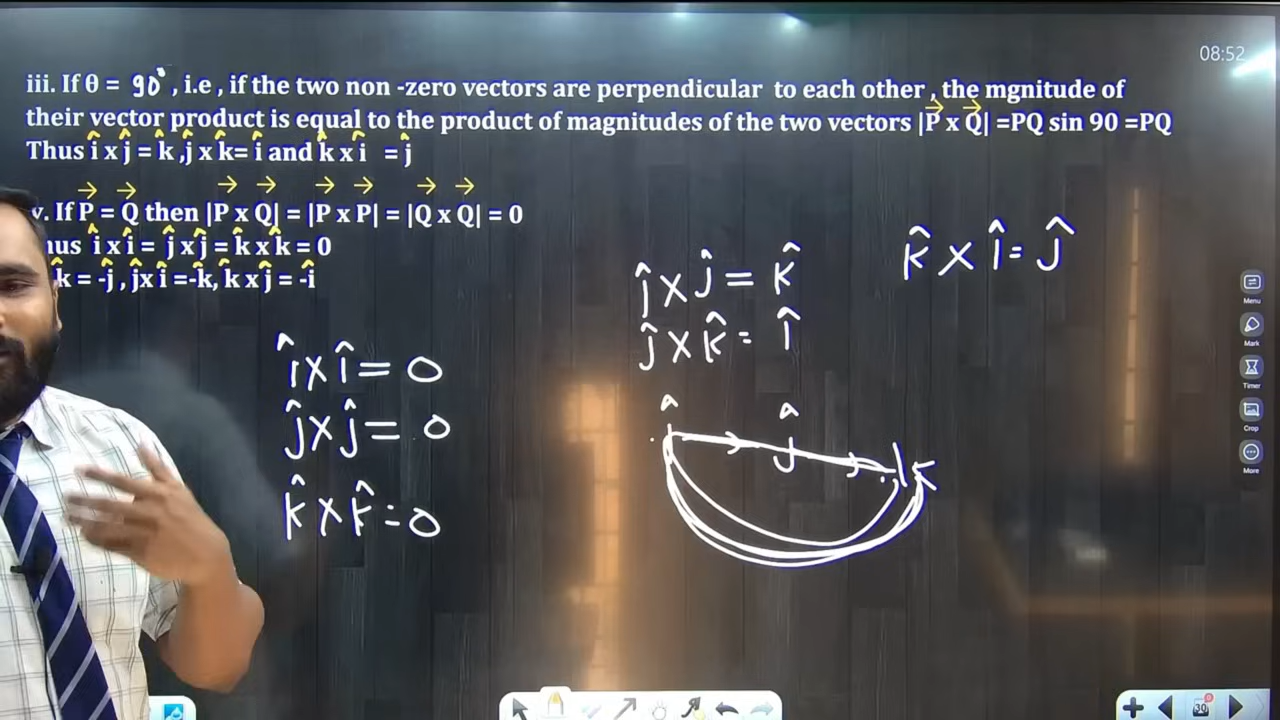 08:52
iii. If θ = 90°, i.e , if the two non -zero vectors are perpendicular to each other , the mgnitude of
their vector product is equal to the product of magnitudes of the two vectors |P⃗ x Q⃗| =PQ sin 90 =PQ
Thus î x ĵ = k̂ ,ĵ x k̂= î and k̂ x î = ĵ
v. If P⃗ = Q⃗ then |P⃗ x Q⃗| = |P⃗ x P⃗| = |Q⃗ x Q⃗| = 0
î x î = ĵ x ĵ = k̂ x k̂ = 0
k̂ = -ĵ , ĵx î =-k̂, k̂ x ĵ = -î
î x ĵ = k̂
k̂ x î = ĵ
ĵ x k̂ = î
î x î = 0
ĵ x ĵ = 0
k̂ x k̂ = 0
î ĵ k
Menu
Mark
Timer
Crop
More
30